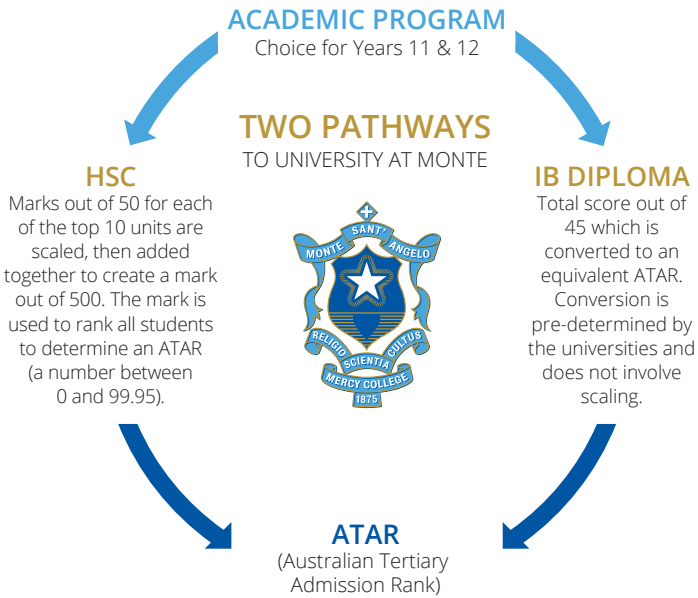 ACADEMIC PROGRAM
Choice for Years 11 & 12
TWO PATHWAYS
TO UNIVERSITY AT MONTE
HSC
Marks out of 50 for each
of the top 10 units are
scaled, then added
together to create a mark
out of 500. The mark is
used to rank all students
to determine an ATAR
(a number between
0 and 99.95).
MONTE SANT' ANGELO
RELIGIO SCIENTIA CULTUS
MERCY COLLEGE
1875
IB DIPLOMA
Total score out of
45 which is
converted to an
equivalent ATAR.
Conversion is
pre-determined by
the universities and
does not involve
scaling.
ATAR
(Australian Tertiary
Admission Rank)